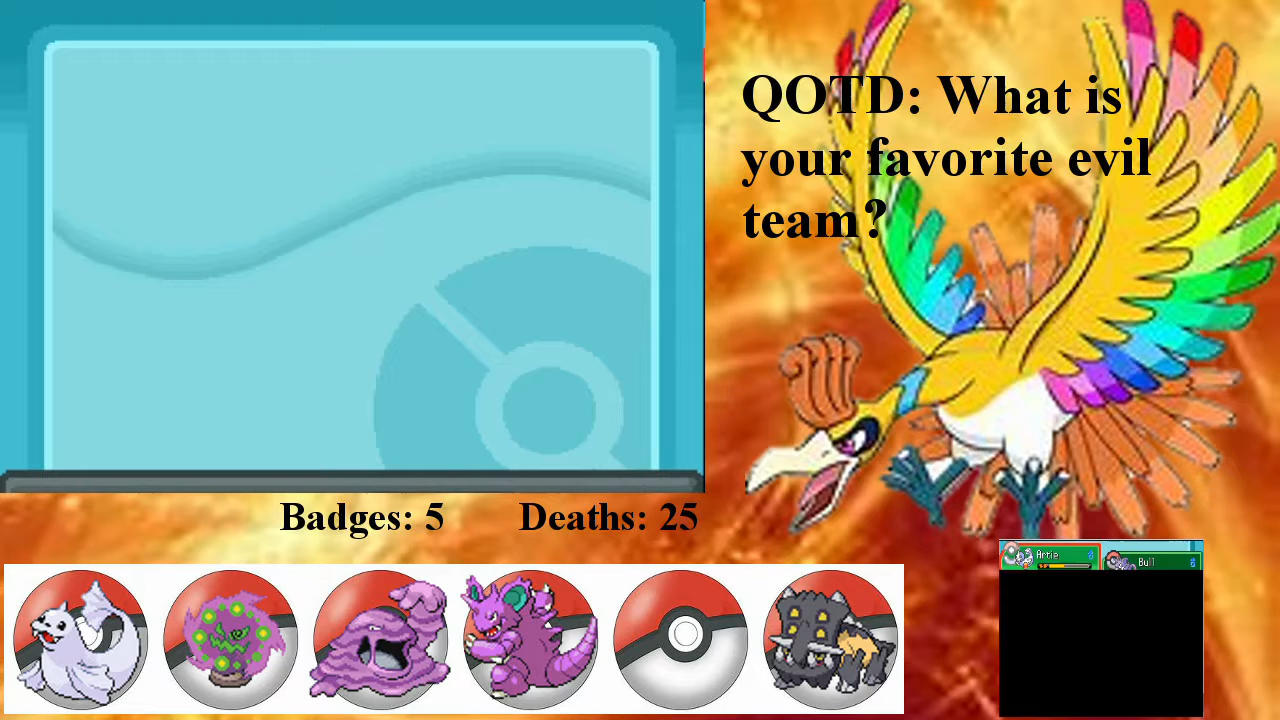 QOTD: What is
your favorite evil
team?
Badges: 5
Deaths: 25
Artie
Bull